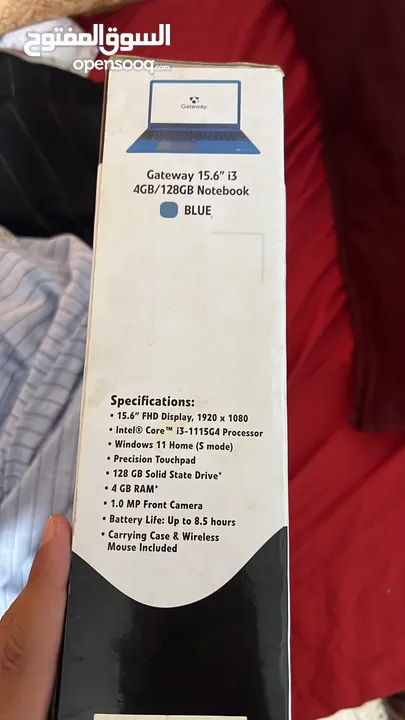 السوق المفتوح
opensooq.com
Gateway
Gateway 15.6" i3
4GB/128GB Notebook
BLUE
Specifications:
• 15.6" FHD Display, 1920 x 1080
• Intel® Core™ i3-1115G4 Processor
• Windows 11 Home (S mode)
• Precision Touchpad
• 128 GB Solid State Drive*
• 4 GB RAM*
• 1.0 MP Front Camera
• Battery Life: Up to 8.5 hours
• Carrying Case & Wireless
Mouse Included